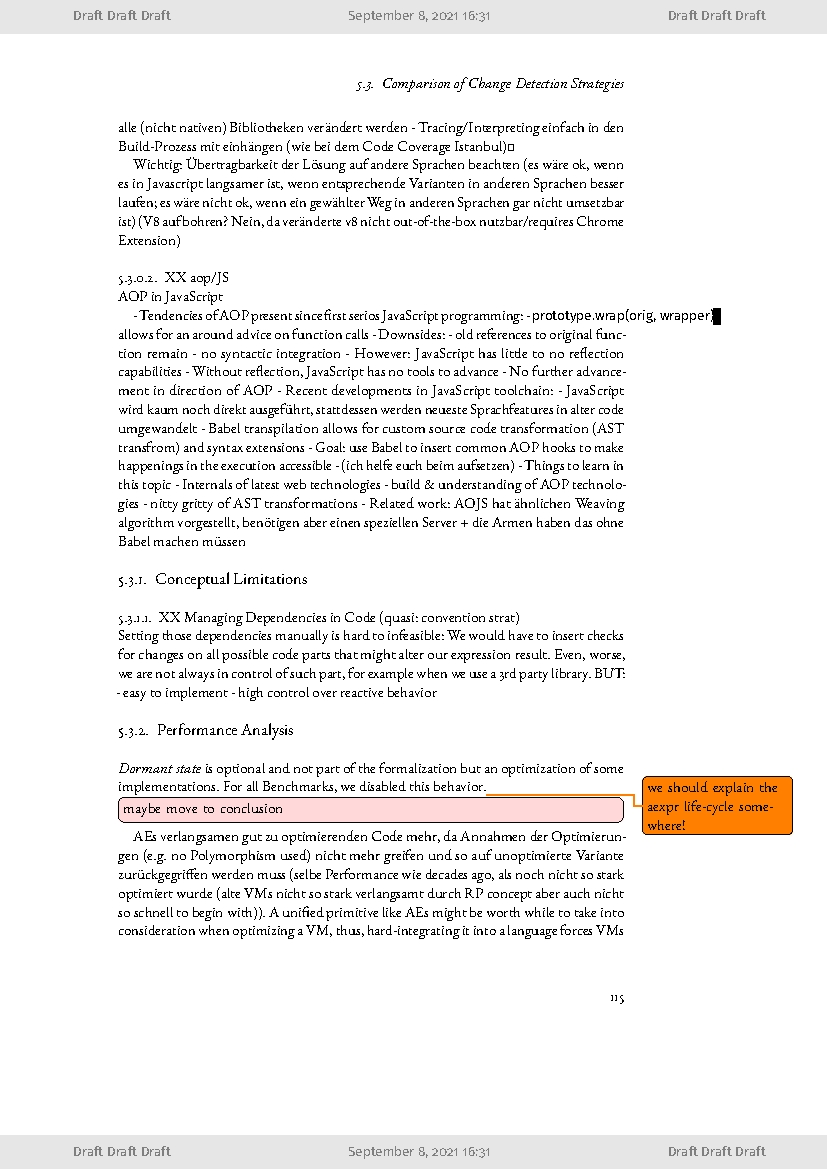 Draft Draft Draft September 8, 2021 16:31 Draft Draft Draft
5.3. Comparison of Change Detection Strategies
alle (nicht nativen) Bibliotheken verändert werden - Tracing/Interpreting einfach in den
Build-Prozess mit einhängen (wie bei dem Code Coverage Istanbul)□
Wichtig: Übertragbarkeit der Lösung auf andere Sprachen beachten (es wäre ok, wenn
es in Javascript langsamer ist, wenn entsprechende Varianten in anderen Sprachen besser
laufen; es wäre nicht ok, wenn ein gewählter Weg in anderen Sprachen gar nicht umsetzbar
ist) (V8 aufbohren? Nein, da veränderte v8 nicht out-of-the-box nutzbar/requires Chrome
Extension)
5.3.0.2. XX aop/JS
AOP in JavaScript
- Tendencies of AOP present since first serios JavaScript programming: - prototype.wrap(orig, wrapper)
allows for an around advice on function calls - Downsides: - old references to original func-
tion remain - no syntactic integration - However: JavaScript has little to no reflection
capabilities - Without reflection, JavaScript has no tools to advance - No further advance-
ment in direction of AOP - Recent developments in JavaScript toolchain: - JavaScript
wird kaum noch direkt ausgeführt, stattdessen werden neueste Sprachfeatures in alter code
umgewandelt - Babel transpilation allows for custom source code transformation (AST
transfrom) and syntax extensions - Goal: use Babel to insert common AOP hooks to make
happenings in the execution accessible - (ich helfe euch beim aufsetzen) - Things to learn in
this topic - Internals of latest web technologies - build & understanding of AOP technolo-
gies - nitty gritty of AST transformations - Related work: AOJS hat ähnlichen Weaving
algorithm vorgestellt, benötigen aber einen speziellen Server + die Armen haben das ohne
Babel machen müssen
5.3.1. Conceptual Limitations
5.3.1.1. XX Managing Dependencies in Code (quasi: convention strat)
Setting those dependencies manually is hard to infeasible: We would have to insert checks
for changes on all possible code parts that might alter our expression result. Even, worse,
we are not always in control of such part, for example when we use a 3rd party library. BUT:
- easy to implement - high control over reactive behavior
5.3.2. Performance Analysis
Dormant state is optional and not part of the formalization but an optimization of some
implementations. For all Benchmarks, we disabled this behavior.
we should explain the
aexpr life-cycle some-
where!
maybe move to conclusion
AEs verlangsamen gut zu optimierenden Code mehr, da Annahmen der Optimierun-
gen (e.g. no Polymorphism used) nicht mehr greifen und so auf unoptimierte Variante
zurückgegriffen werden muss (selbe Performance wie decades ago, als noch nicht so stark
optimiert wurde (alte VMs nicht so stark verlangsamt durch RP concept aber auch nicht
so schnell to begin with)). A unified primitive like AEs might be worth while to take into
consideration when optimizing a VM, thus, hard-integrating it into a language forces VMs
115
Draft Draft Draft September 8, 2021 16:31 Draft Draft Draft